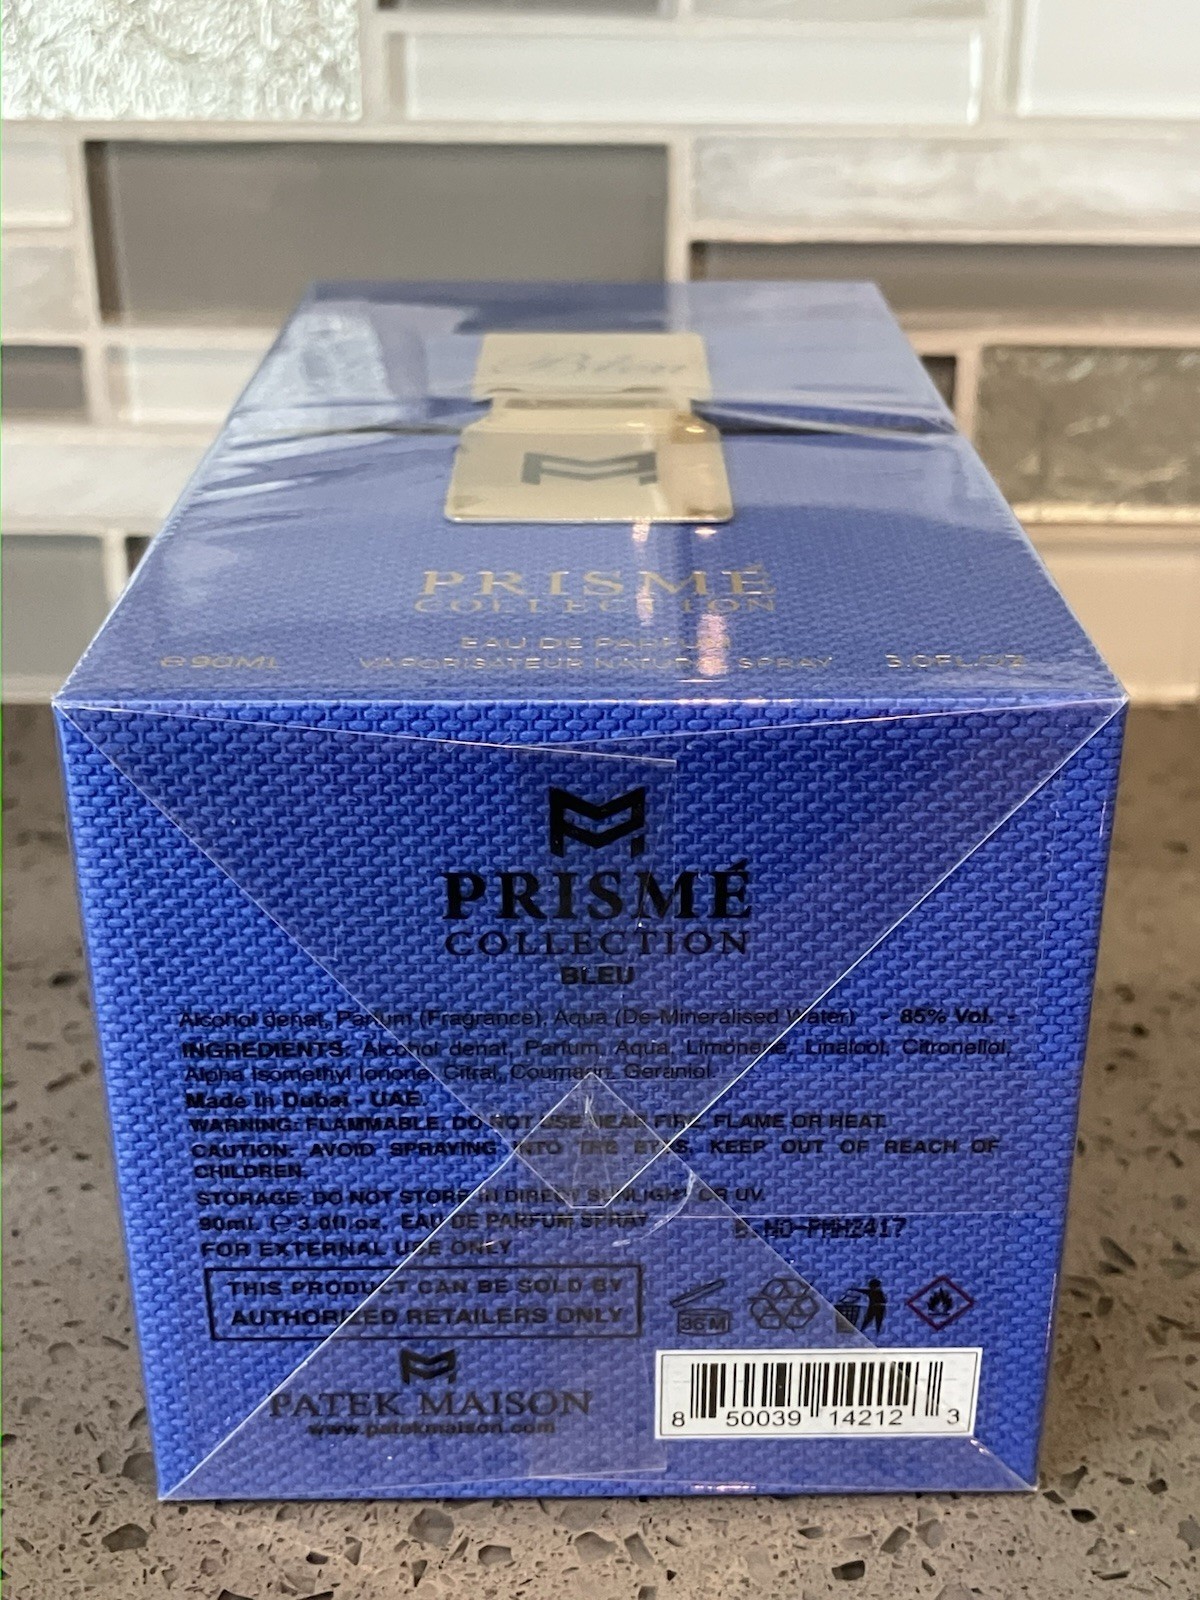 Bleu
PRISMÉ
COLLECTION
EAU DE PARFUM
e90ML VAPORISATEUR NATUREL SPRAY 3.0FL.OZ
PRISMÉ
COLLECTION
BLEU
Alcohol denat, Parfum (Fragrance), Aqua (De-Mineralised Water) - 85% Vol. -
INGREDIENTS: Alcohol denat, Parfum, Aqua, Limonene, Linalool, Citronellol,
Alpha Isomethyl Ionone, Citral, Coumarin, Geraniol.
Made in Dubai - UAE.
WARNING: FLAMMABLE, DO NOT USE NEAR FIRE, FLAME OR HEAT.
CAUTION: AVOID SPRAYING INTO THE EYES. KEEP OUT OF REACH OF
CHILDREN.
STORAGE: DO NOT STORE IN DIRECT SUNLIGHT OR UV.
90ml. e 3.0fl.oz. EAU DE PARFUM SPRAY
FOR EXTERNAL USE ONLY
THIS PRODUCT CAN BE SOLD BY
AUTHORIZED RETAILERS ONLY
36 M
PATEK MAISON
www.patekmaison.com
8 50039 14212 3